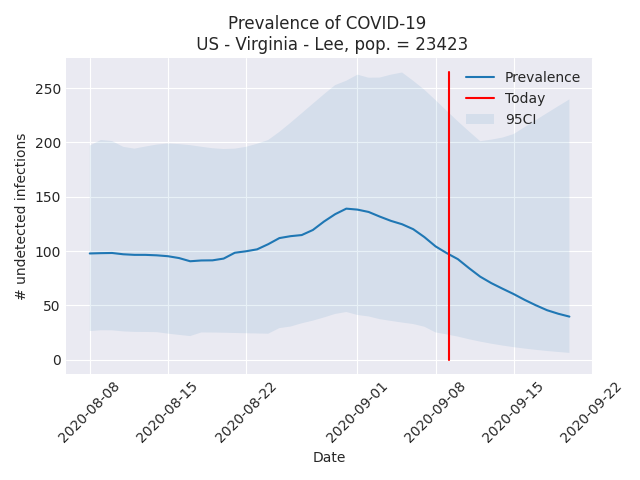 Prevalence of COVID-19
US - Virginia - Lee, pop. = 23423
Prevalence
Today
95CI
# undetected infections
250
200
150
100
50
0
2020-08-08
2020-08-15
2020-08-22
2020-09-01
2020-09-08
2020-09-15
2020-09-22
Date